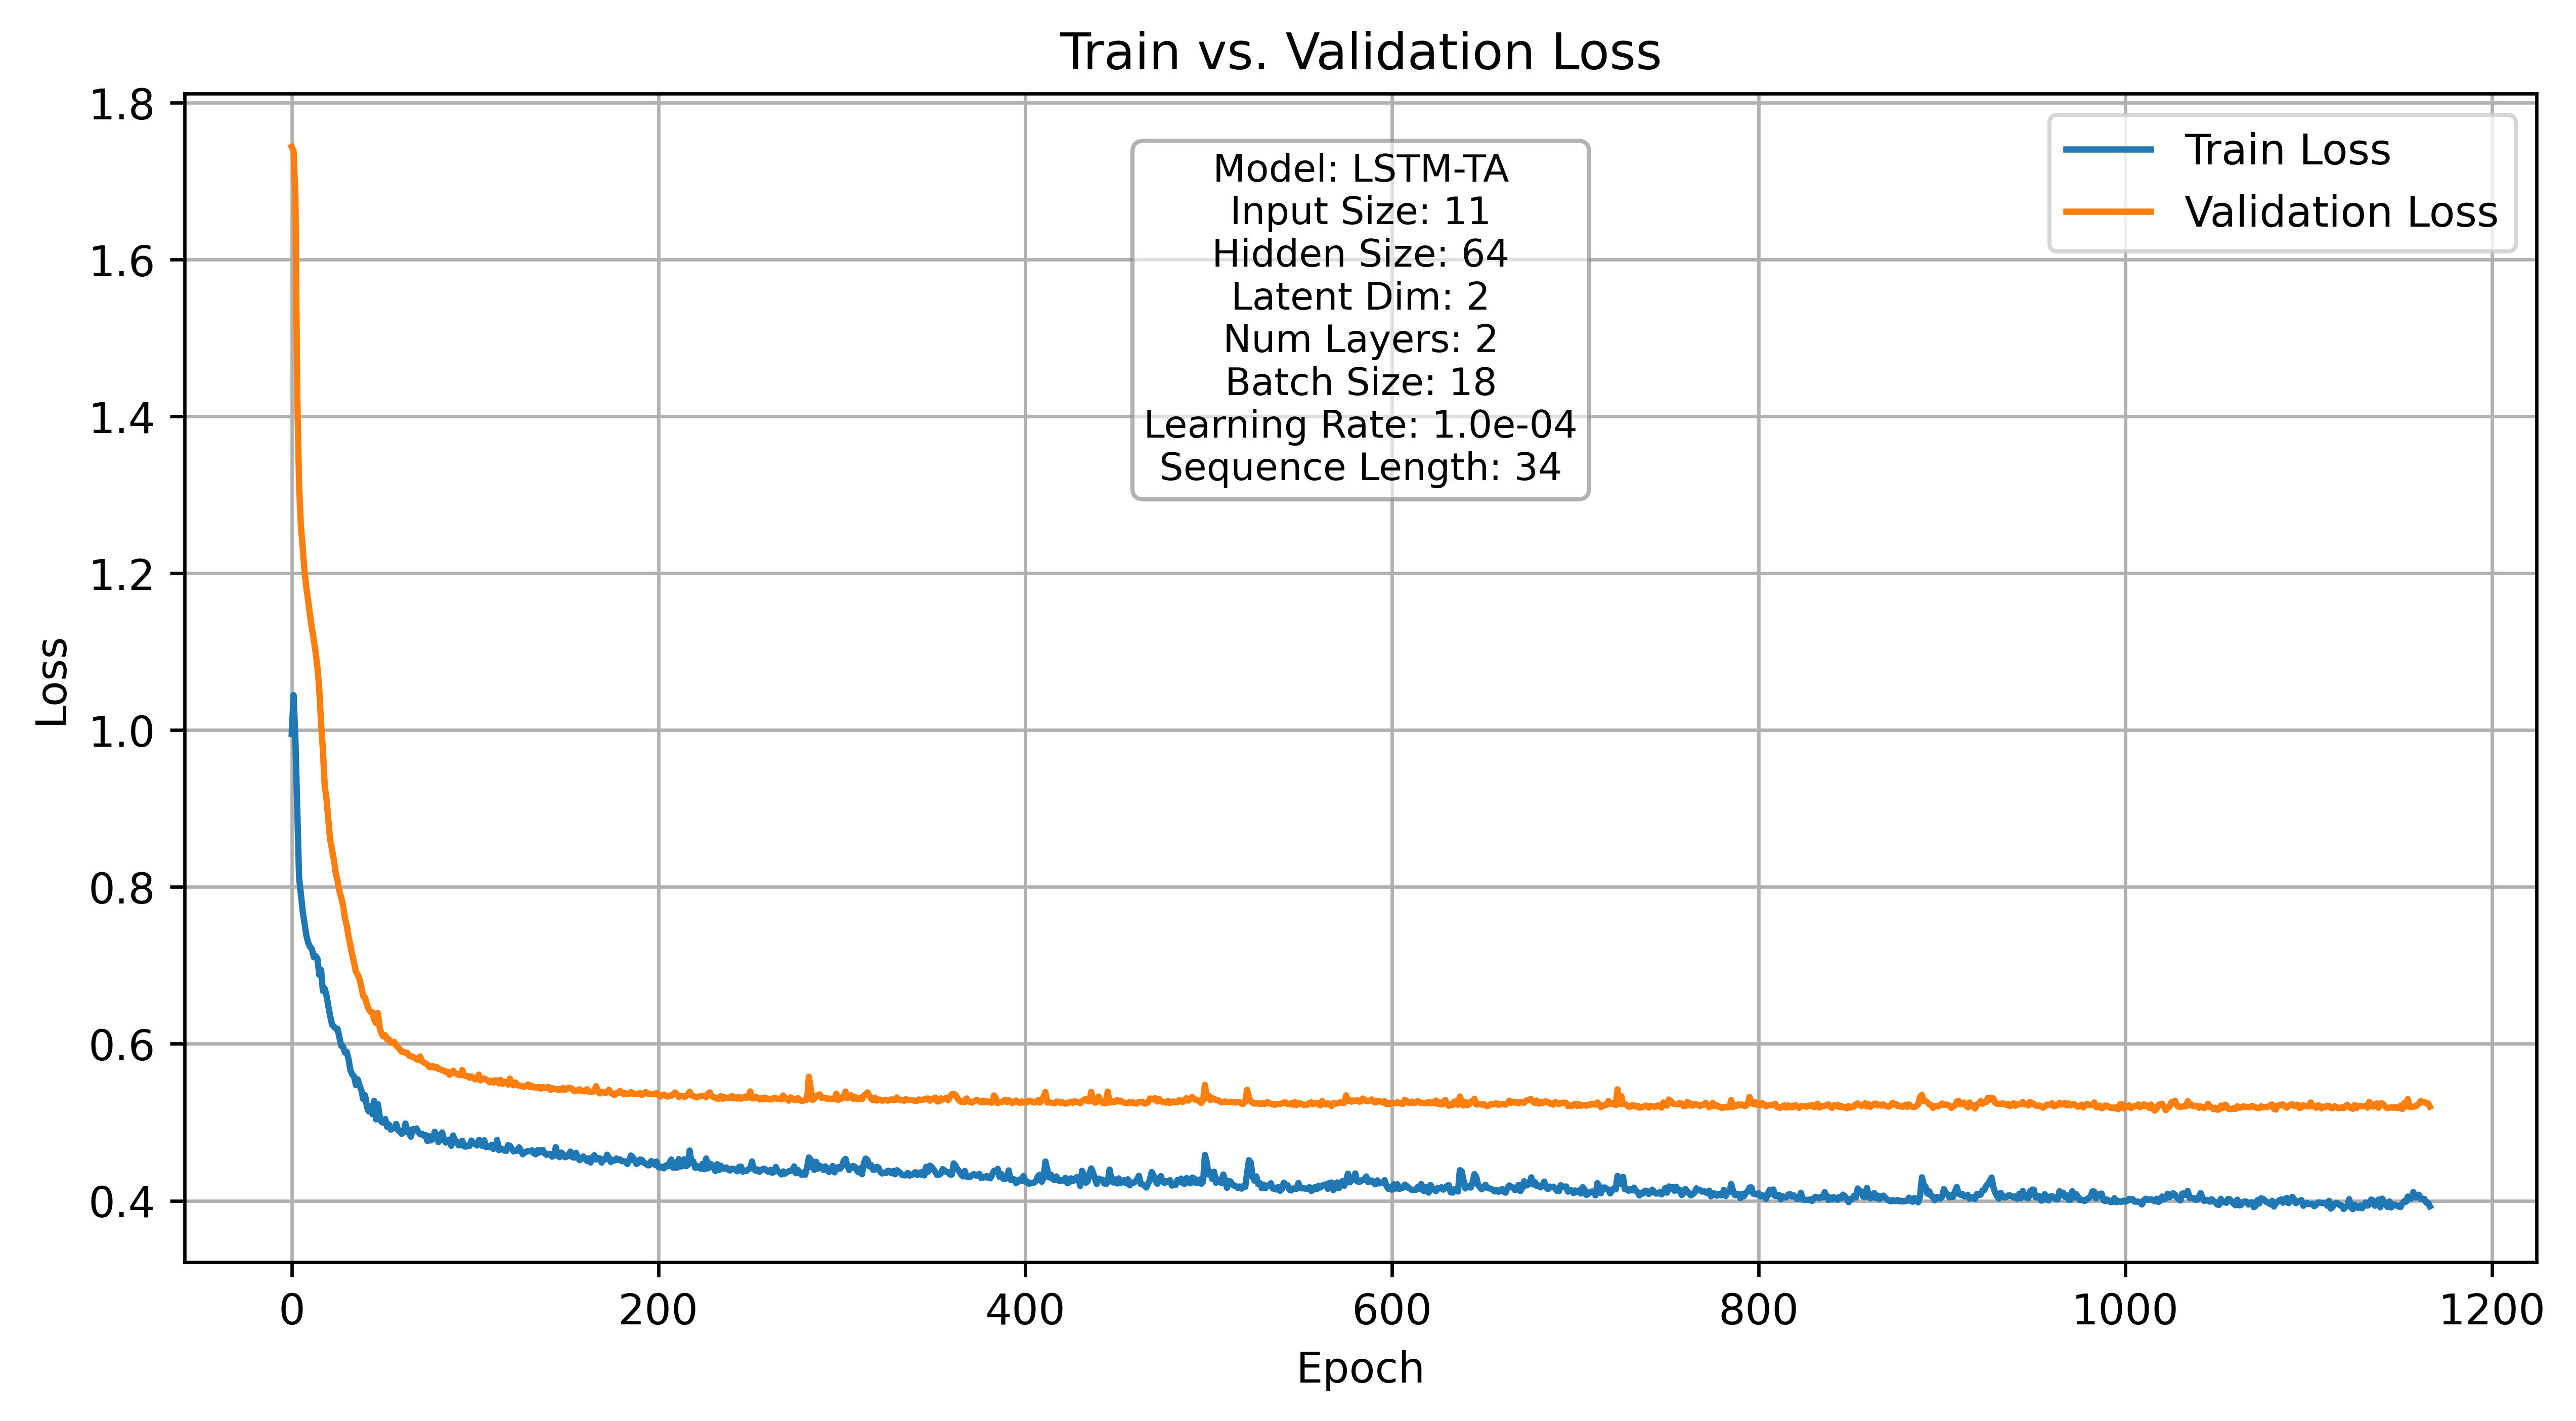 Train vs. Validation Loss
1.8
1.6
1.4
1.2
1.0
0.8
0.6
0.4
Loss
Model: LSTM-TA
Input Size: 11
Hidden Size: 64
Latent Dim: 2
Num Layers: 2
Batch Size: 18
Learning Rate: 1.0e-04
Sequence Length: 34
Train Loss
Validation Loss
0 200 400 600 800 1000 1200
Epoch